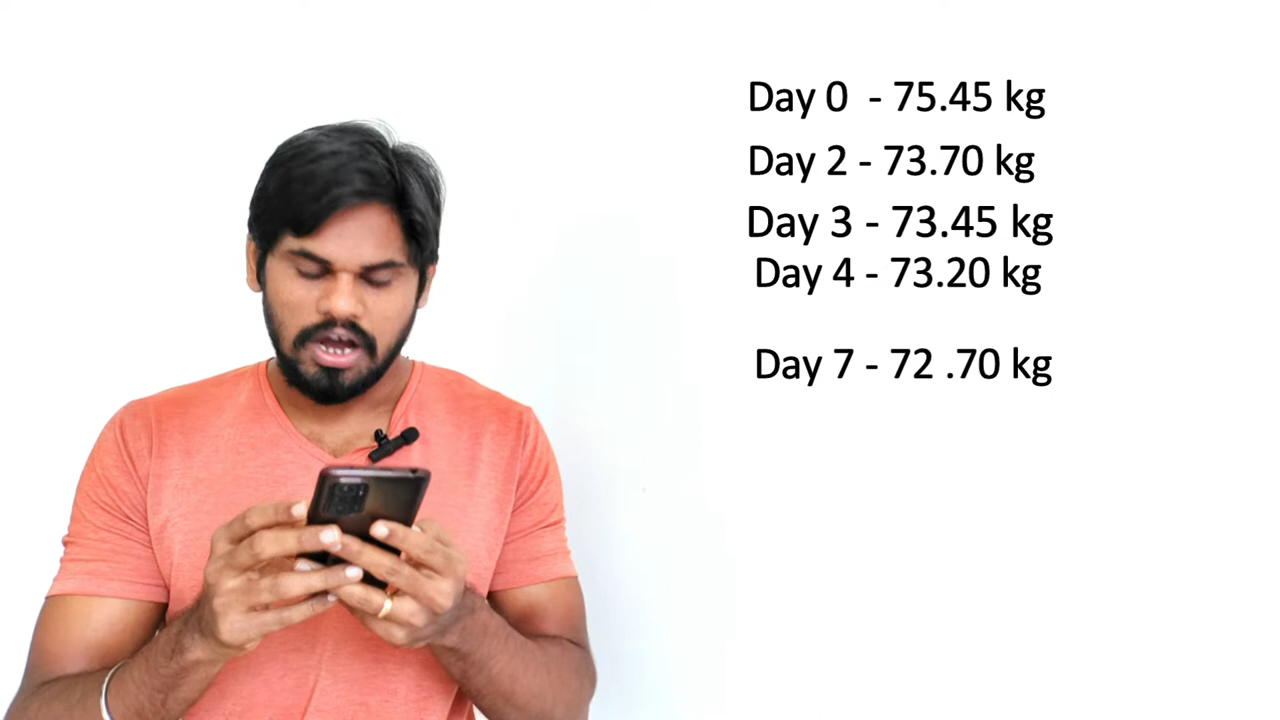 Day 0 - 75.45 kg
Day 2 - 73.70 kg
Day 3 - 73.45 kg
Day 4 - 73.20 kg
Day 7 - 72 .70 kg